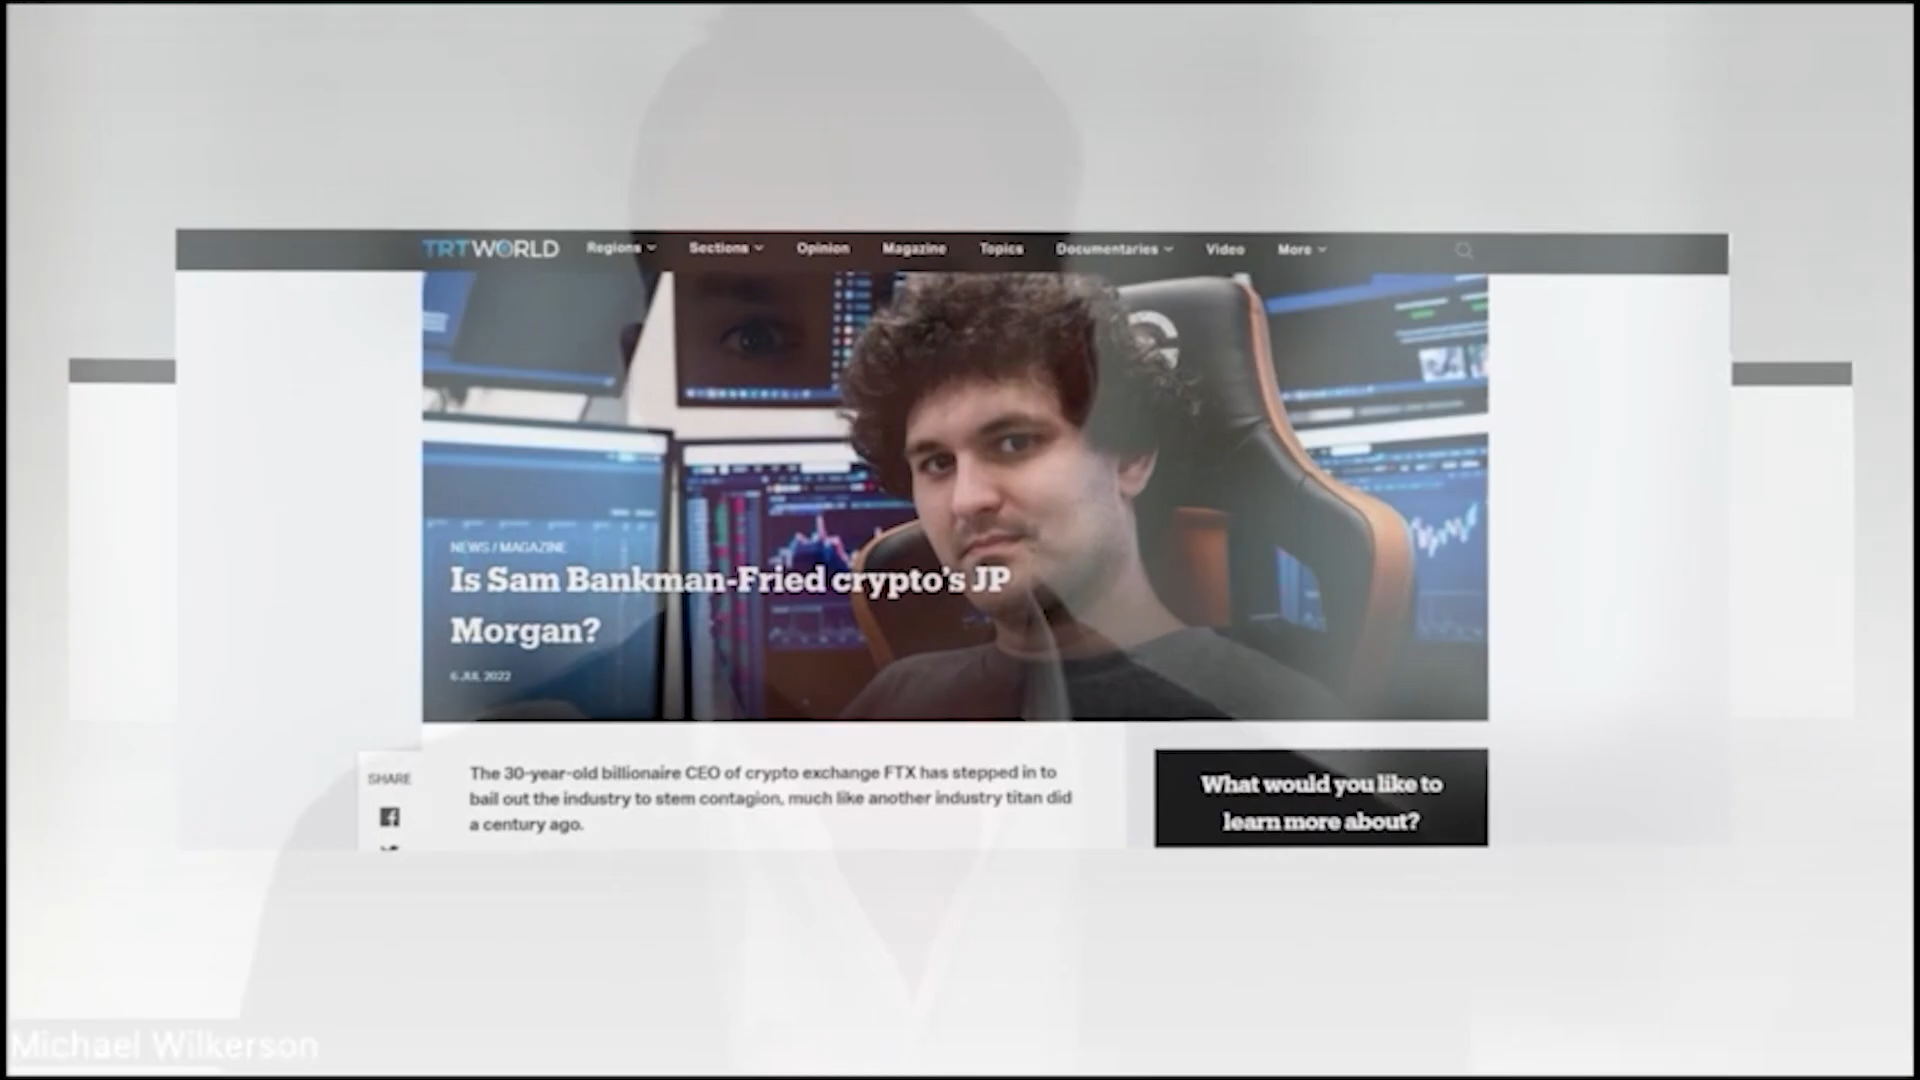 TRT WORLD Regions Sections Opinion Magazine Topics Documentaries Video More
NEWS / MAGAZINE
Is Sam Bankman-Fried crypto's JP
Morgan?
6 JUL 2022
SHARE
The 30-year-old billionaire CEO of crypto exchange FTX has stepped in to
bail out the industry to stem contagion, much like another industry titan did
a century ago.
What would you like to
learn more about?
Michael Wilkerson